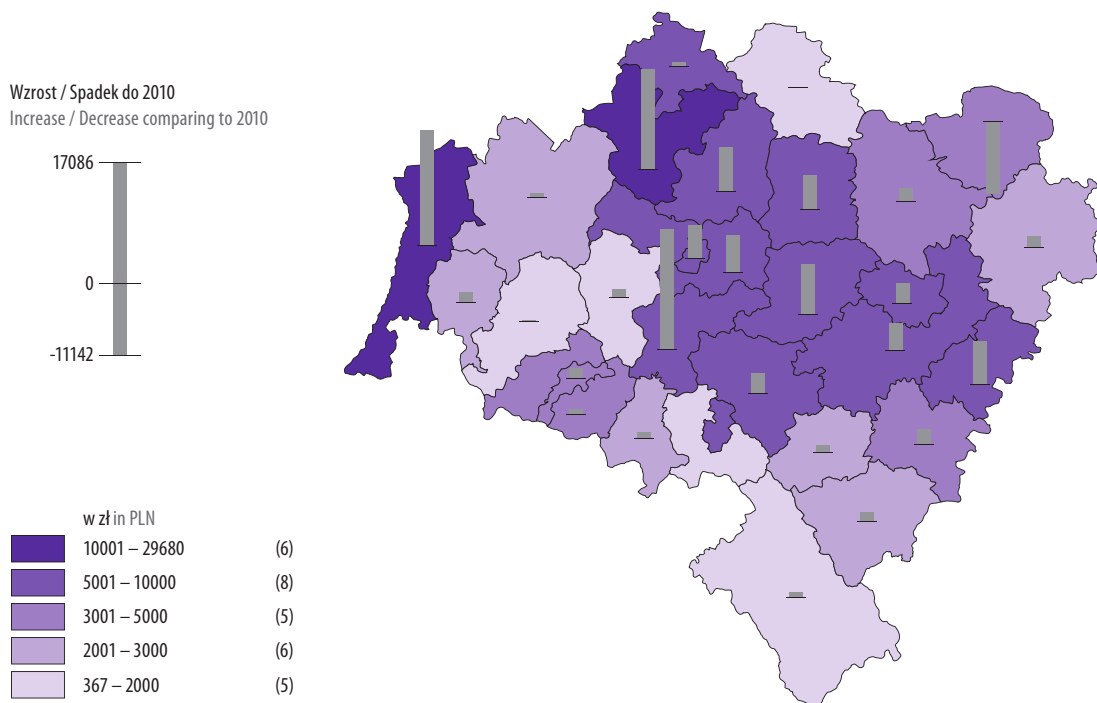 Wzrost / Spadek do 2010
Increase / Decrease comparing to 2010
17086
0
-11142
w zł in PLN
10001 – 29680 (6)
5001 – 10000 (8)
3001 – 5000 (5)
2001 – 3000 (6)
367 – 2000 (5)